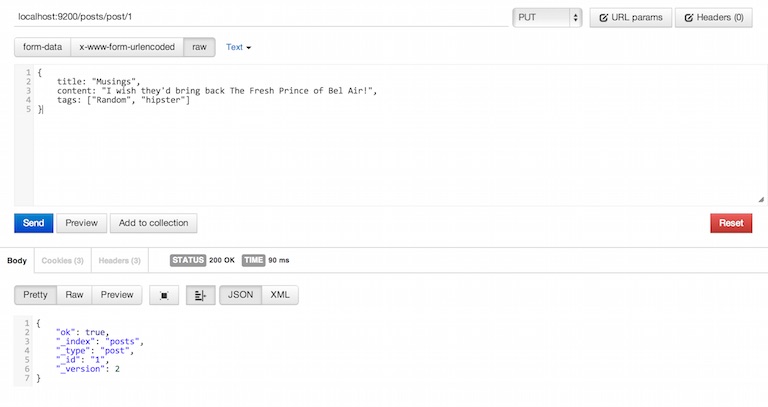 localhost:9200/posts/post/1 PUT URL params Headers (0)
form-data x-www-form-urlencoded raw Text
1 {
2 title: "Musings",
3 content: "I wish they'd bring back The Fresh Prince of Bel Air!",
4 tags: ["Random", "hipster"]
5 }
Send Preview Add to collection Reset
Body Cookies (3) Headers (3) STATUS 200 OK TIME 90 ms
Pretty Raw Preview JSON XML
1 {
2 "ok": true,
3 "_index": "posts",
4 "_type": "post",
5 "_id": "1",
6 "_version": 2
7 }